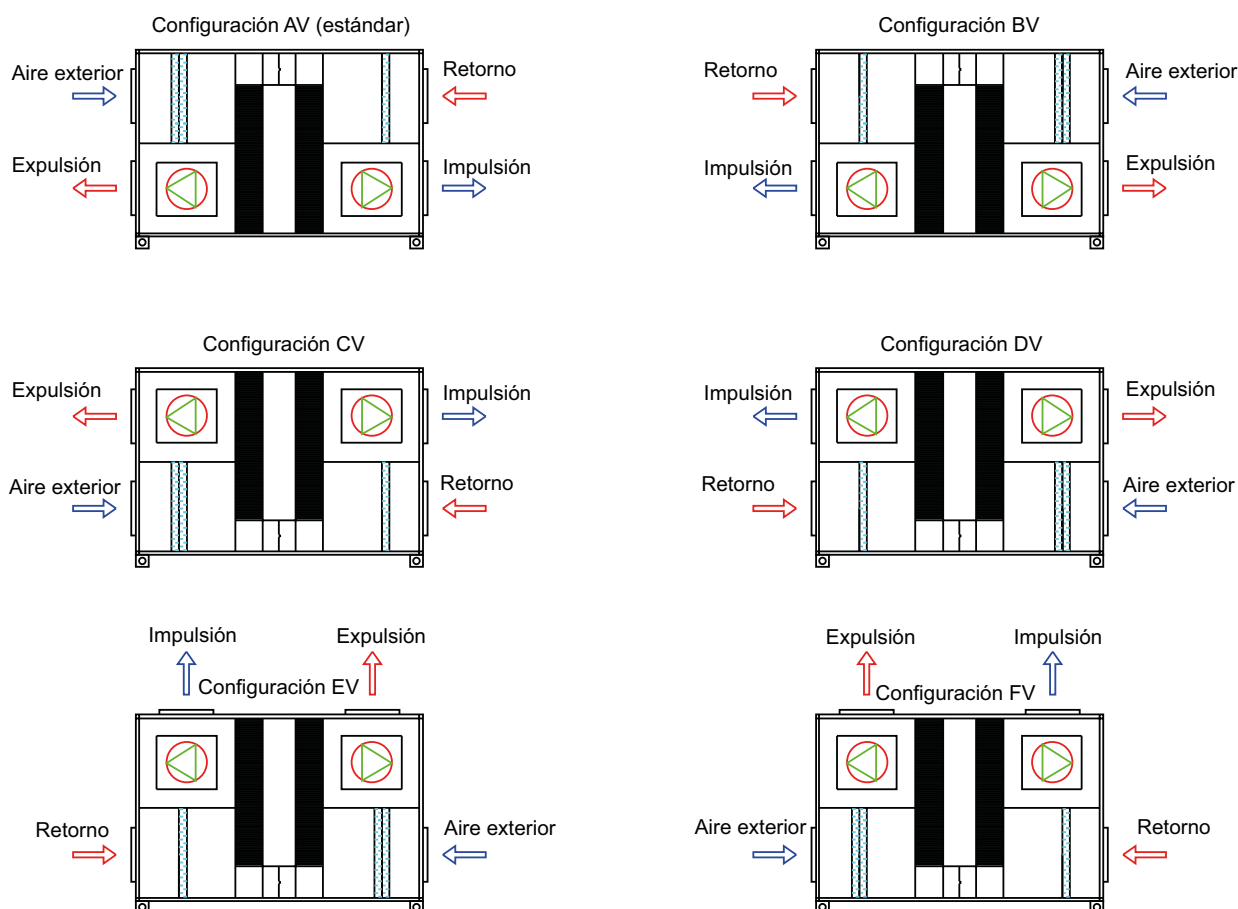 Configuración AV (estándar)
Aire exterior
Retorno
Expulsión
Impulsión
Configuración BV
Retorno
Aire exterior
Impulsión
Expulsión
Configuración CV
Expulsión
Impulsión
Aire exterior
Retorno
Configuración DV
Impulsión
Expulsión
Retorno
Aire exterior
Impulsión
Expulsión
Configuración EV
Retorno
Aire exterior
Expulsión
Impulsión
Configuración FV
Aire exterior
Retorno